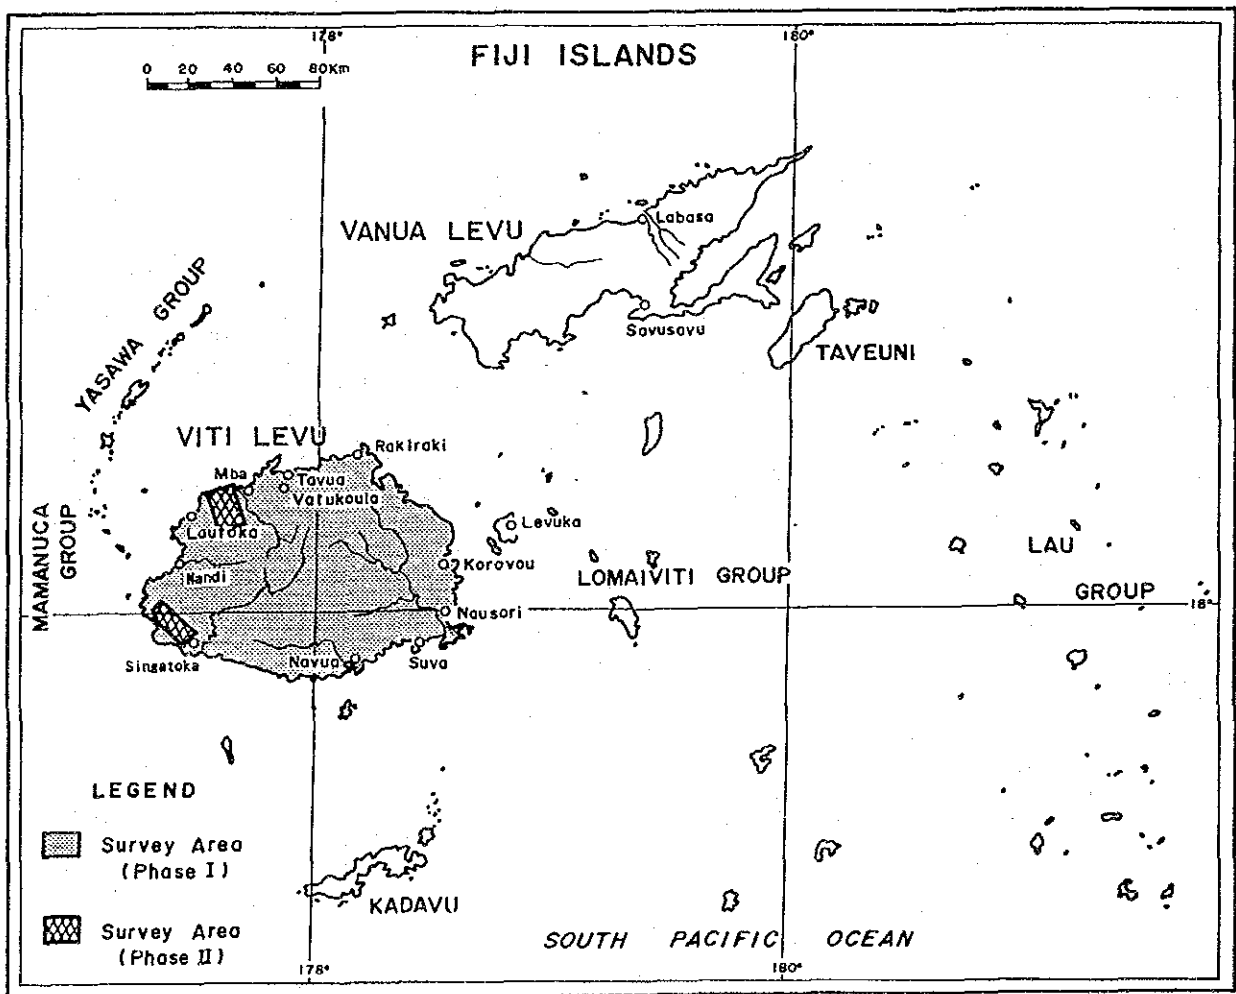 178°
180°
FIJI ISLANDS
0 20 40 60 80Km
VANUA LEVU
Labasa
Savusavu
TAVEUNI
YASAWA GROUP
VITI LEVU
Rakiraki
Mba
Tavua
Vatukoula
Lautoka
Levuka
MAMANUCA
GROUP
Nandi
Korovou
LOMAIVITI GROUP
LAU
GROUP
18°
Nausori
Singatoka
Navua
Suva
LEGEND
Survey Area
(Phase I)
KADAVU
Survey Area
(Phase II)
SOUTH PACIFIC OCEAN
178°
180°